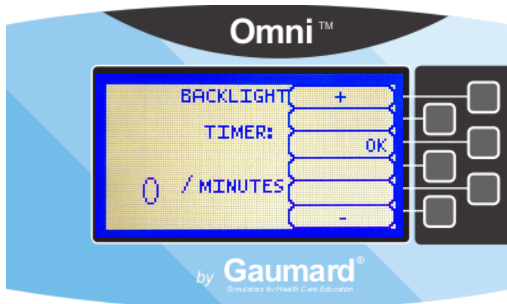 Omni™
BACKLIGHT +
TIMER:
OK
0 / MINUTES
-
by Gaumard®
Simulators for Health Care Education